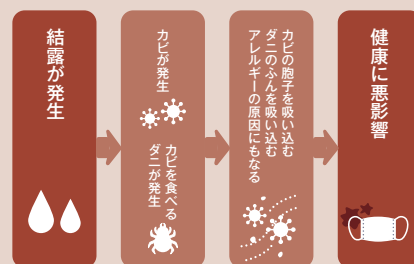 結露が発生
カビが発生
カビを食べる
ダニが発生
カビの胞子を吸い込む
ダニのふんを吸い込む
アレルギーの原因にもなる
健康に悪影響